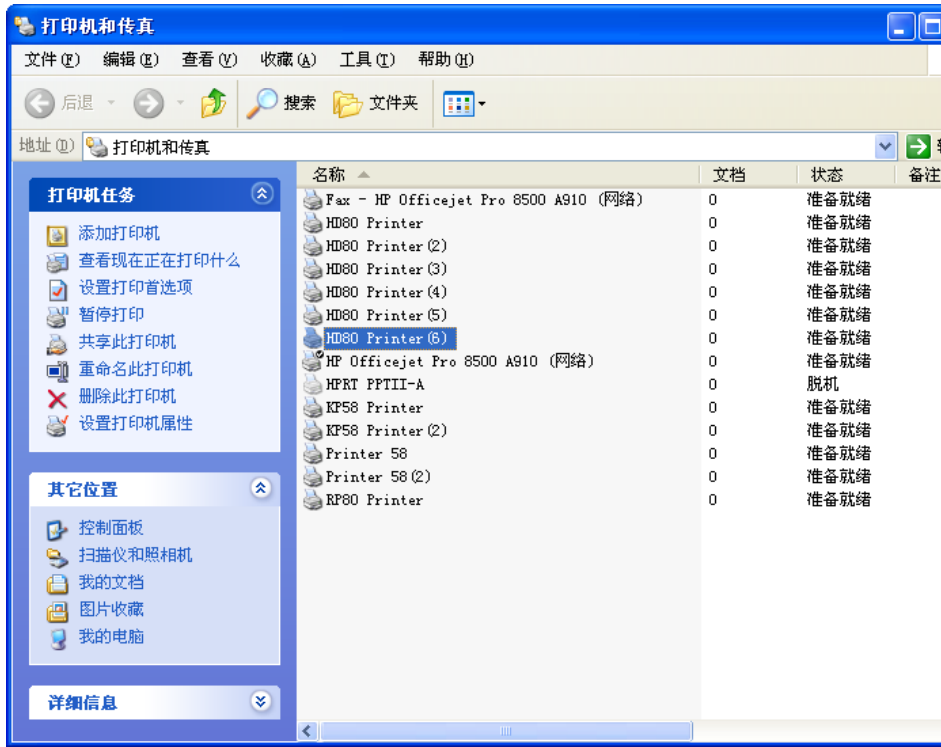 打印机和传真
文件(F) 编辑(E) 查看(V) 收藏(A) 工具(T) 帮助(H)
后退 搜索 文件夹
地址(D) 打印机和传真
打印机任务
添加打印机
查看现在正在打印什么
设置打印首选项
暂停打印
共享此打印机
重命名此打印机
删除此打印机
设置打印机属性
其它位置
控制面板
扫描仪和照相机
我的文档
图片收藏
我的电脑
详细信息
名称 文档 状态 备注
Fax - HP Officejet Pro 8500 A910 (网络) 0 准备就绪
HD80 Printer 0 准备就绪
HD80 Printer(2) 0 准备就绪
HD80 Printer(3) 0 准备就绪
HD80 Printer(4) 0 准备就绪
HD80 Printer(5) 0 准备就绪
HD80 Printer(6) 0 准备就绪
HP Officejet Pro 8500 A910 (网络) 0 准备就绪
HPRT PPTII-A 0 脱机
KP58 Printer 0 准备就绪
KP58 Printer(2) 0 准备就绪
Printer 58 0 准备就绪
Printer 58(2) 0 准备就绪
RP80 Printer 0 准备就绪